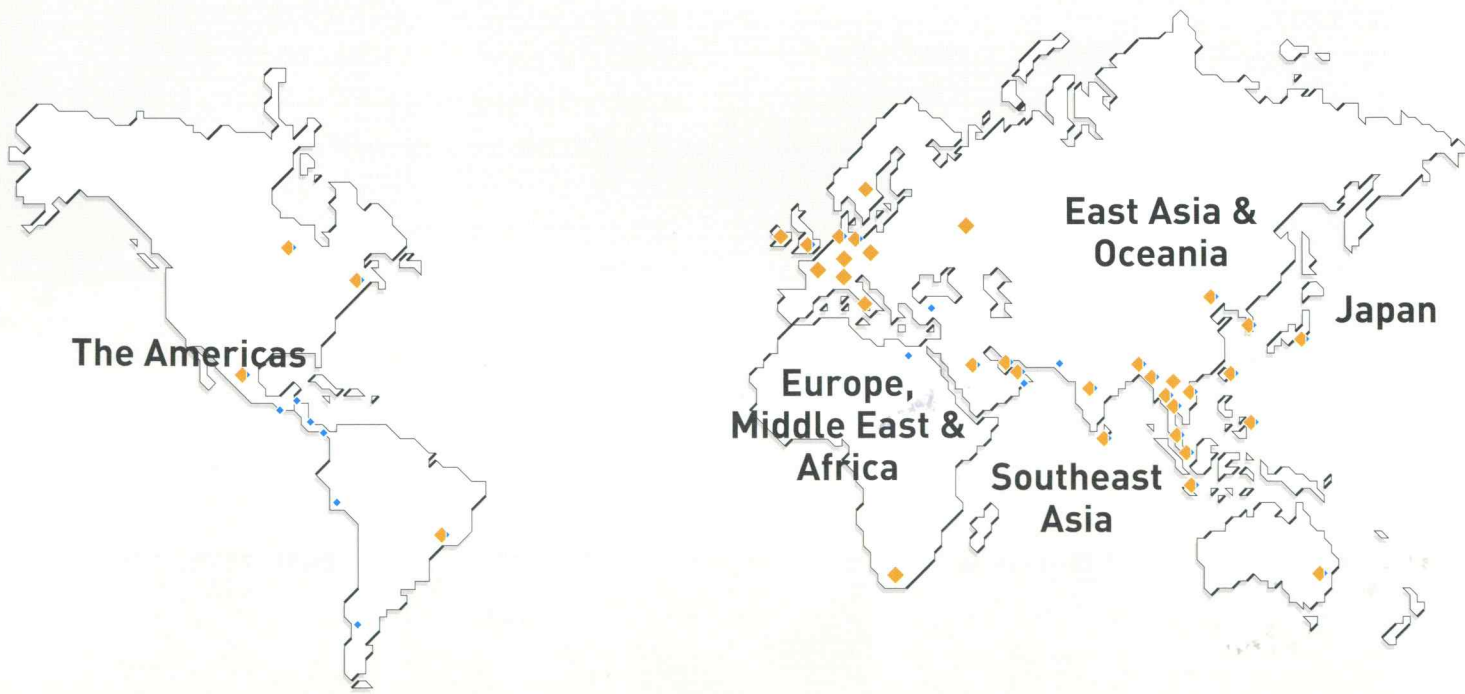 The Americas
Europe,
Middle East &
Africa
Southeast
Asia
East Asia &
Oceania
Japan